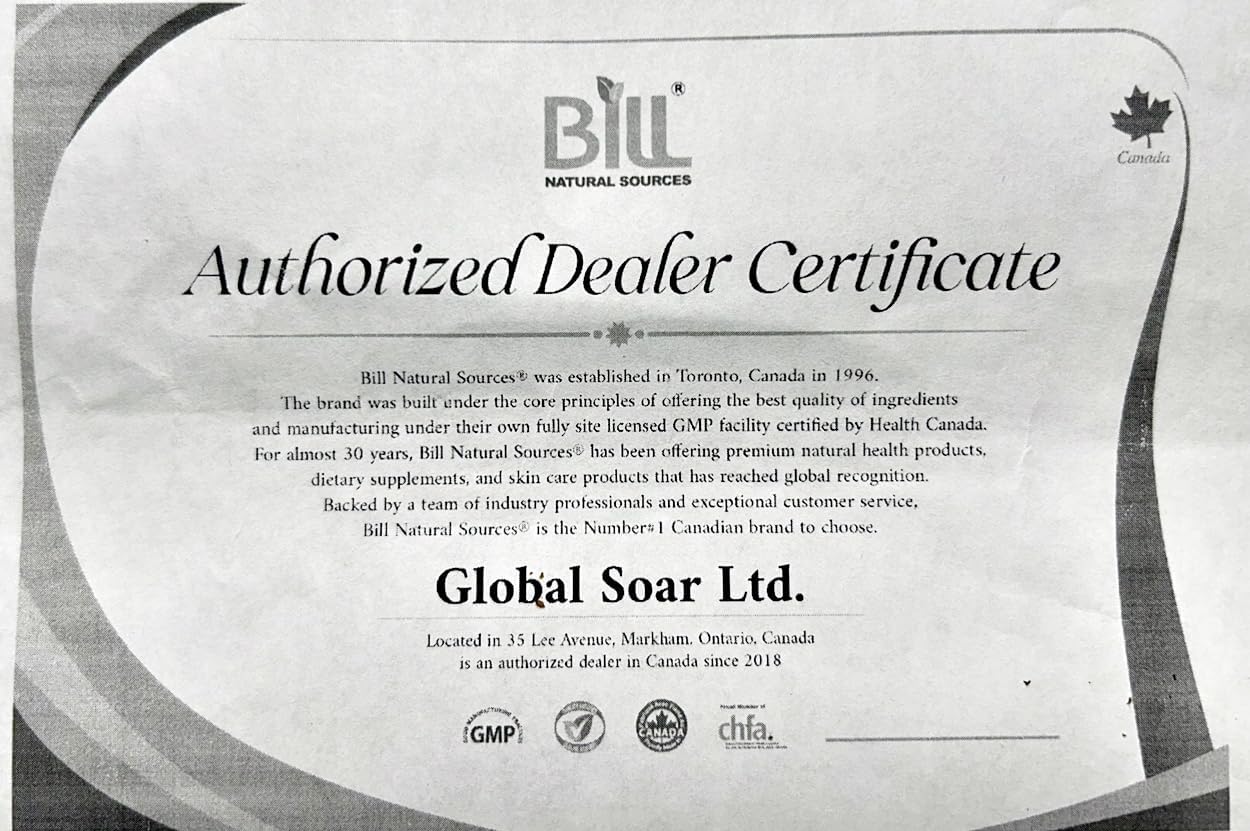 BiLL®
NATURAL SOURCES
Canada
Authorized Dealer Certificate
Bill Natural Sources® was established in Toronto, Canada in 1996.
The brand was built under the core principles of offering the best quality of ingredients
and manufacturing under their own fully site licensed GMP facility certified by Health Canada.
For almost 30 years, Bill Natural Sources® has been offering premium natural health products,
dietary supplements, and skin care products that has reached global recognition.
Backed by a team of industry professionals and exceptional customer service,
Bill Natural Sources® is the Number#1 Canadian brand to choose.
Global Soar Ltd.
Located in 35 Lee Avenue, Markham, Ontario, Canada
is an authorized dealer in Canada since 2018
GMP
CANADA
Proud Member of
chfa.